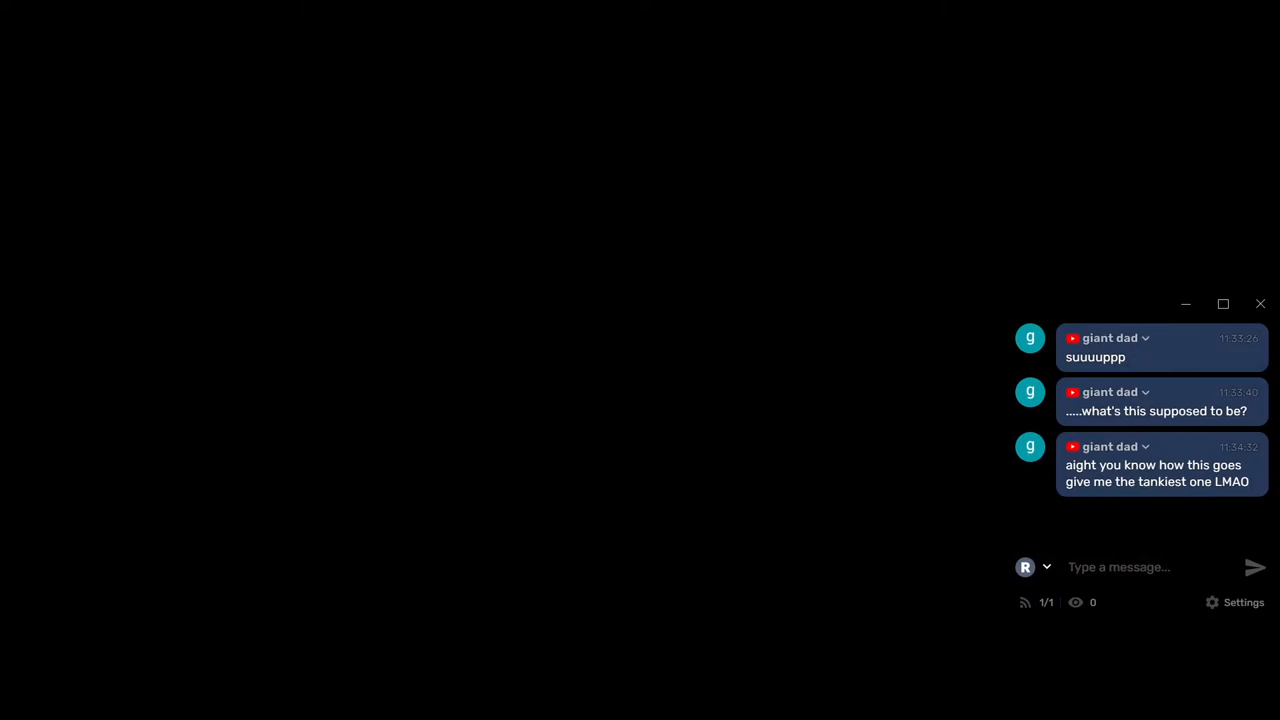 g
giant dad
11:33:26
suuuuppp
g
giant dad
11:33:40
.....what's this supposed to be?
g
giant dad
11:34:32
aight you know how this goes
give me the tankiest one LMAO
R
Type a message...
1/1
0
Settings